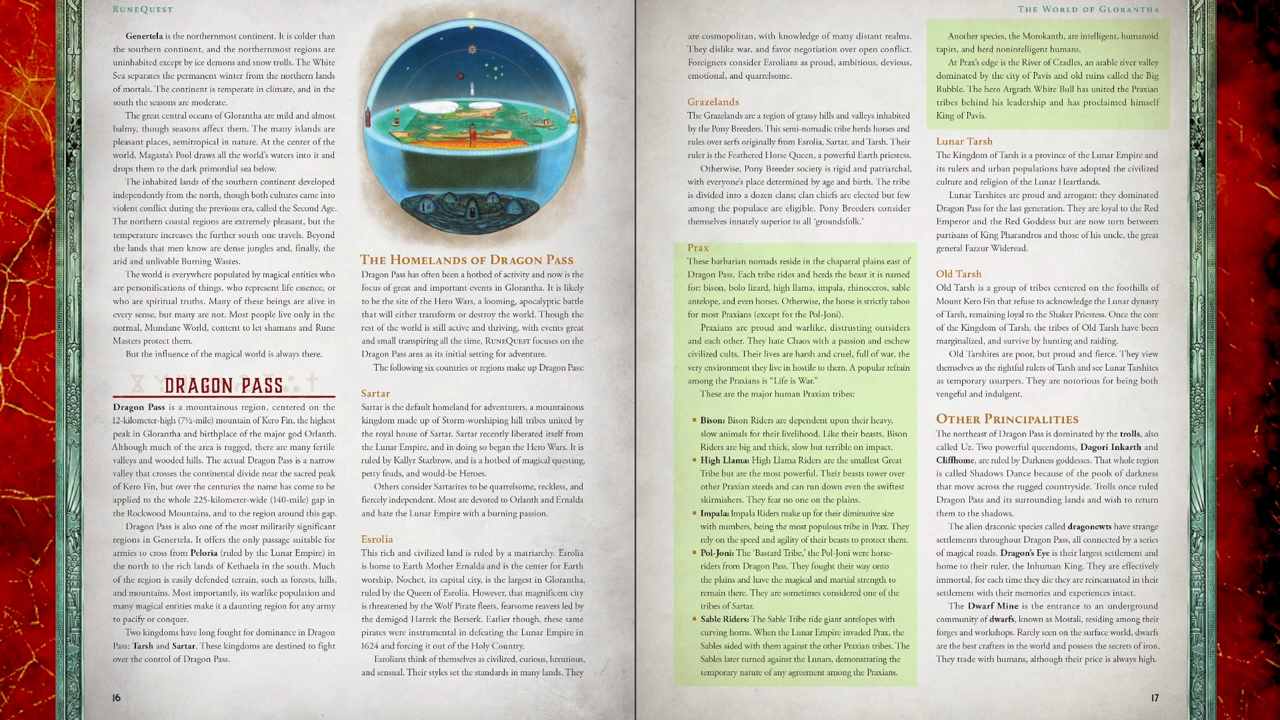 RuneQuest
Genertela is the northernmost continent. It is colder than
the southern continent, and the northernmost regions are
uninhabited except by ice demons and snow trolls. The White
Sea separates the permanent winter from the northern lands
of mortals. The continent is temperate in climate, and in the
south the seasons are moderate.
The great central oceans of Glorantha are mild and almost
balmy, though seasons affect them. The many islands are
pleasant places, semitropical in nature. At the center of the
world, Magasta's Pool draws all the world's waters into it and
drops them to the dark primordial sea below.
The inhabited lands of the southern continent developed
independently from the north, though both cultures came into
violent conflict during the previous era, called the Second Age.
The northern coastal regions are extremely pleasant, but the
temperature increases the further south one travels. Beyond
the lands that men know are dense jungles and, finally, the
arid and unlivable Burning Wastes.
The world is everywhere populated by magical entities who
are personifications of things, who represent life essence, or
who are spiritual truths. Many of these beings are alive in
every sense, but many are not. Most people live only in the
normal, Mundane World, content to let shamans and Rune
Masters protect them.
But the influence of the magical world is always there.
DRAGON PASS
Dragon Pass is a mountainous region, centered on the
12-kilometer-high (7½-mile) mountain of Kero Fin, the highest
peak in Glorantha and birthplace of the major god Orlanth.
Although much of the area is rugged, there are many fertile
valleys and wooded hills. The actual Dragon Pass is a narrow
valley that crosses the continental divide near the sacred peak
of Kero Fin, but over the centuries the name has come to be
applied to the whole 225-kilometer-wide (140-mile) gap in
the Rockwood Mountains, and to the region around this gap.
Dragon Pass is also one of the most militarily significant
regions in Genertela. It offers the only passage suitable for
armies to cross from Peloria (ruled by the Lunar Empire) in
the north to the rich lands of Kethaela in the south. Much
of the region is easily defended terrain, such as forests, hills,
and mountains. Most importantly, its warlike population and
many magical entities make it a daunting region for any army
to pacify or conquer.
Two kingdoms have long fought for dominance in Dragon
Pass: Tarsh and Sartar. These kingdoms are destined to fight
over the control of Dragon Pass.
16
The Homelands of Dragon Pass
Dragon Pass has often been a hotbed of activity and now is the
focus of great and important events in Glorantha. It is likely
to be the site of the Hero Wars, a looming, apocalyptic battle
that will either transform or destroy the world. Though the
rest of the world is still active and thriving, with events great
and small transpiring all the time, RuneQuest focuses on the
Dragon Pass area as its initial setting for adventure.
The following six countries or regions make up Dragon Pass:
Sartar
Sartar is the default homeland for adventurers, a mountainous
kingdom made up of Storm-worshiping hill tribes united by
the royal house of Sartar. Sartar recently liberated itself from
the Lunar Empire, and in doing so began the Hero Wars. It is
ruled by Kallyr Starbrow, and is a hotbed of magical questing,
petty feuds, and would-be Heroes.
Others consider Sartarites to be quarrelsome, reckless, and
fiercely independent. Most are devoted to Orlanth and Ernalda
and hate the Lunar Empire with a burning passion.
Esrolia
This rich and civilized land is ruled by a matriarchy. Esrolia
is home to Earth Mother Ernalda and is the center for Earth
worship. Nochet, its capital city, is the largest in Glorantha,
ruled by the Queen of Esrolia. However, that magnificent city
is threatened by the Wolf Pirate fleets, fearsome reavers led by
the demigod Harrek the Berserk. Earlier though, these same
pirates were instrumental in defeating the Lunar Empire in
1624 and forcing it out of the Holy Country.
Esrolians think of themselves as civilized, curious, luxurious,
and sensual. Their styles set the standards in many lands. They
The World of Glorantha
are cosmopolitan, with knowledge of many distant realms.
They dislike war, and favor negotiation over open conflict.
Foreigners consider Esrolians as proud, ambitious, devious,
emotional, and quarrelsome.
Grazelands
The Grazelands are a region of grassy hills and valleys inhabited
by the Pony Breeders. This semi-nomadic tribe herds horses and
rules over serfs originally from Esrolia, Sartar, and Tarsh. Their
ruler is the Feathered Horse Queen, a powerful Earth priestess.
Otherwise, Pony Breeder society is rigid and patriarchal,
with everyone's place determined by age and birth. The tribe
is divided into a dozen clans; clan chiefs are elected but few
among the populace are eligible. Pony Breeders consider
themselves innately superior to all 'groundsfolk.'
Prax
These barbarian nomads reside in the chaparral plains east of
Dragon Pass. Each tribe rides and herds the beast it is named
for: bison, bolo lizard, high llama, impala, rhinoceros, sable
antelope, and even horses. Otherwise, the horse is strictly taboo
for most Praxians (except for the Pol-Joni).
Praxians are proud and warlike, distrusting outsiders
and each other. They hate Chaos with a passion and eschew
civilized cults. Their lives are harsh and cruel, full of war, the
very environment they live in hostile to them. A popular refrain
among the Praxians is “Life is War.”
These are the major human Praxian tribes:
▪ Bison: Bison Riders are dependent upon their heavy,
slow animals for their livelihood. Like their beasts, Bison
Riders are big and thick, slow but terrible on impact.
▪ High Llama: High Llama Riders are the smallest Great
Tribe but are the most powerful. Their beasts tower over
other Praxian steeds and can run down even the swiftest
skirmishers. They fear no one on the plains.
▪ Impala: Impala Riders make up for their diminutive size
with numbers, being the most populous tribe in Prax. They
rely on the speed and agility of their beasts to protect them.
▪ Pol-Joni: The 'Bastard Tribe,' the Pol-Joni were horse-
riders from Dragon Pass. They fought their way onto
the plains and have the magical and martial strength to
remain there. They are sometimes considered one of the
tribes of Sartar.
▪ Sable Riders: The Sable Tribe ride giant antelopes with
curving horns. When the Lunar Empire invaded Prax, the
Sables sided with them against the other Praxian tribes. The
Sables later turned against the Lunars, demonstrating the
temporary nature of any agreement among the Praxians.
Another species, the Morokanth, are intelligent, humanoid
tapirs, and herd nonintelligent humans.
At Prax's edge is the River of Cradles, an arable river valley
dominated by the city of Pavis and old ruins called the Big
Rubble. The hero Argrath White Bull has united the Praxian
tribes behind his leadership and has proclaimed himself
King of Pavis.
Lunar Tarsh
The Kingdom of Tarsh is a province of the Lunar Empire and
its rulers and urban populations have adopted the civilized
culture and religion of the Lunar Heartlands.
Lunar Tarshites are proud and arrogant: they dominated
Dragon Pass for the last generation. They are loyal to the Red
Emperor and the Red Goddess but are now torn between
partisans of King Pharandros and those of his uncle, the great
general Fazzur Wideread.
Old Tarsh
Old Tarsh is a group of tribes centered on the foothills of
Mount Kero Fin that refuse to acknowledge the Lunar dynasty
of Tarsh, remaining loyal to the Shaker Priestess. Once the core
of the Kingdom of Tarsh, the tribes of Old Tarsh have been
marginalized, and survive by hunting and raiding.
Old Tarshites are poor, but proud and fierce. They view
themselves as the rightful rulers of Tarsh and see Lunar Tarshites
as temporary usurpers. They are notorious for being both
vengeful and indulgent.
Other Principalities
The northeast of Dragon Pass is dominated by the trolls, also
called Uz. Two powerful queendoms, Dagori Inkarth and
Cliffhome, are ruled by Darkness goddesses. That whole region
is called Shadows Dance because of the pools of darkness
that move across the rugged countryside. Trolls once ruled
Dragon Pass and its surrounding lands and wish to return
them to the shadows.
The alien draconic species called dragonewts have strange
settlements throughout Dragon Pass, all connected by a series
of magical roads. Dragon's Eye is their largest settlement and
home to their ruler, the Inhuman King. They are effectively
immortal, for each time they die they are reincarnated in their
settlement with their memories and experiences intact.
The Dwarf Mine is the entrance to an underground
community of dwarfs, known as Mostali, residing among their
forges and workshops. Rarely seen on the surface world, dwarfs
are the best crafters in the world and possess the secrets of iron.
They trade with humans, although their price is always high.
17